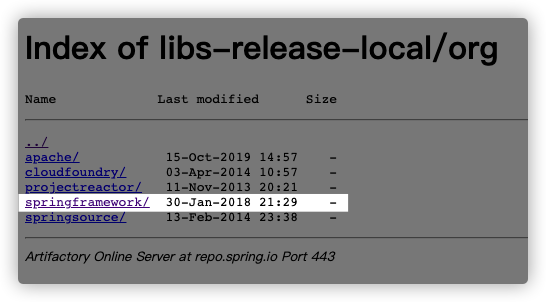 Index of libs-release-local/org
Name Last modified Size
../
apache/ 15-Oct-2019 14:57 -
cloudfoundry/ 03-Apr-2014 10:57 -
projectreactor/ 11-Nov-2013 20:21 -
springframework/ 30-Jan-2018 21:29 -
springsource/ 13-Feb-2014 23:38 -
Artifactory Online Server at repo.spring.io Port 443